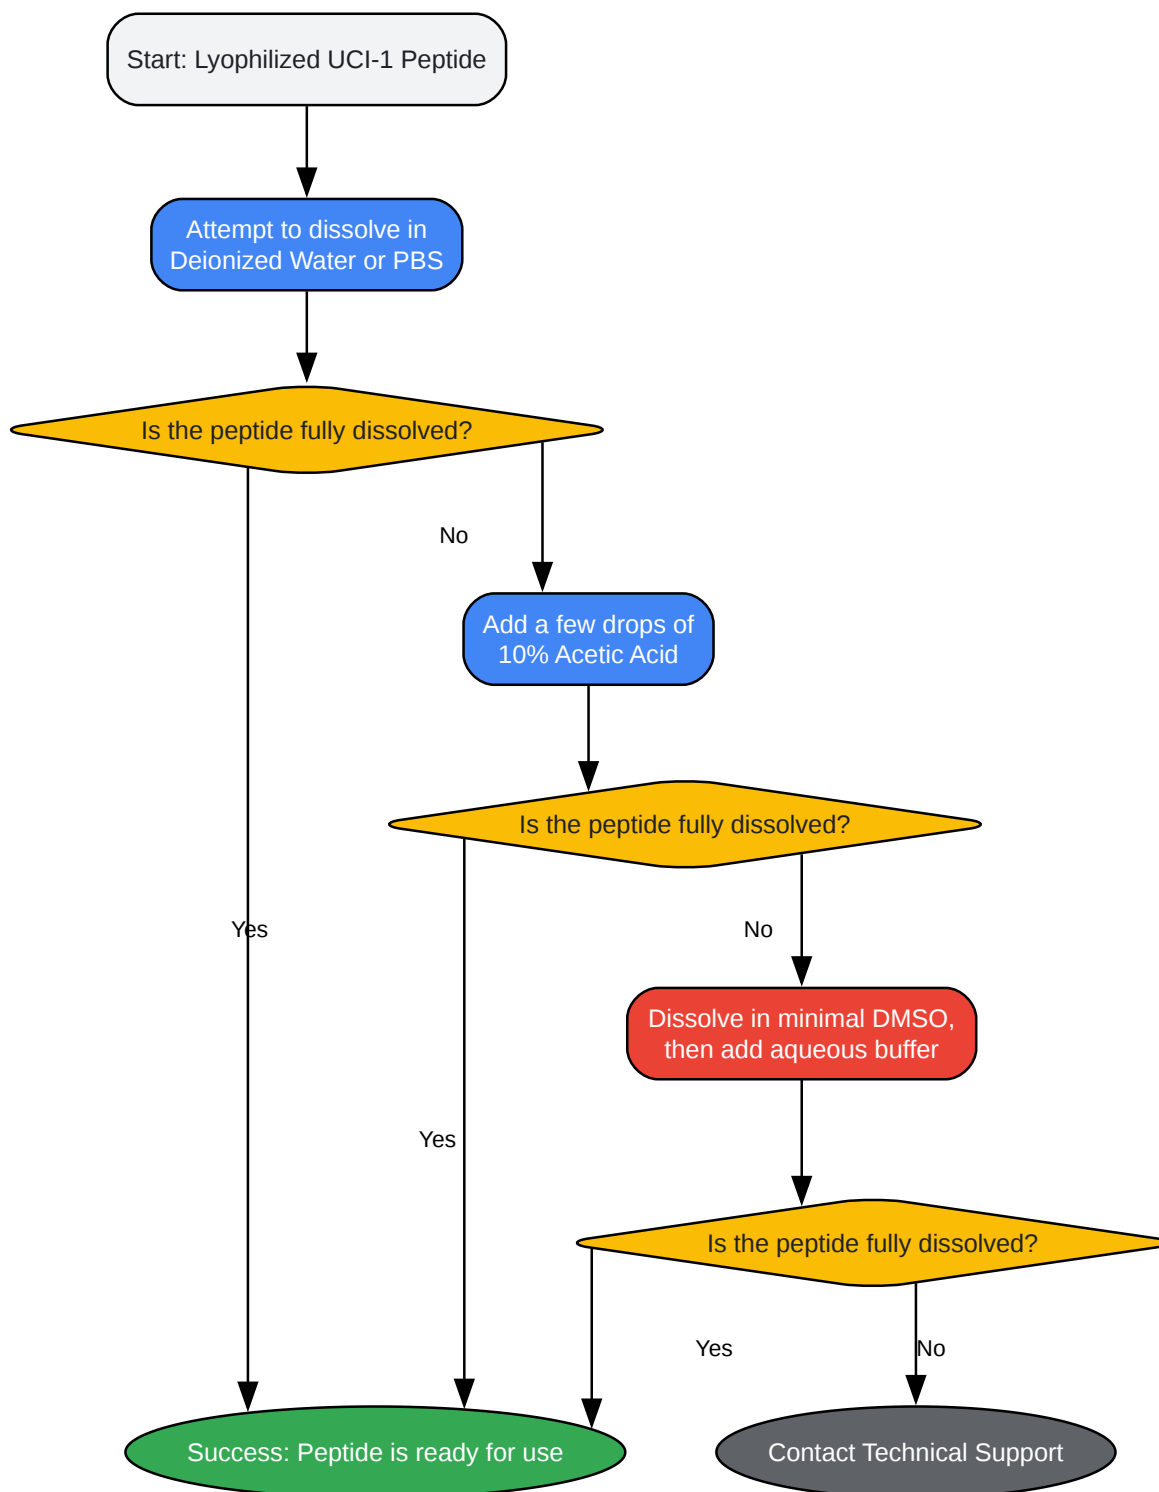 Start: Lyophilized UCI-1 Peptide
Attempt to dissolve in
Deionized Water or PBS
Is the peptide fully dissolved?
No
Add a few drops of
10% Acetic Acid
Is the peptide fully dissolved?
Yes
No
Dissolve in minimal DMSO,
then add aqueous buffer
Yes
Is the peptide fully dissolved?
Yes
No
Success: Peptide is ready for use
Contact Technical Support